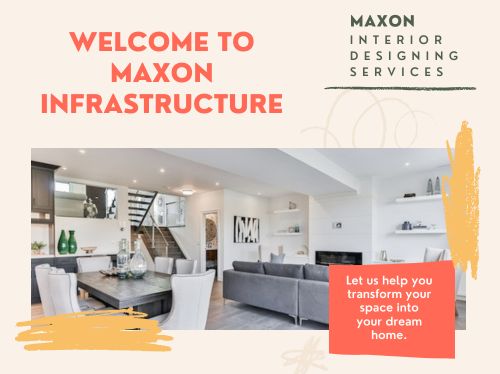 WELCOME TO
MAXON
INFRASTRUCTURE
MAXON
INTERIOR
DESIGNING
SERVICES
Let us help you
transform your
space into
your dream
home.